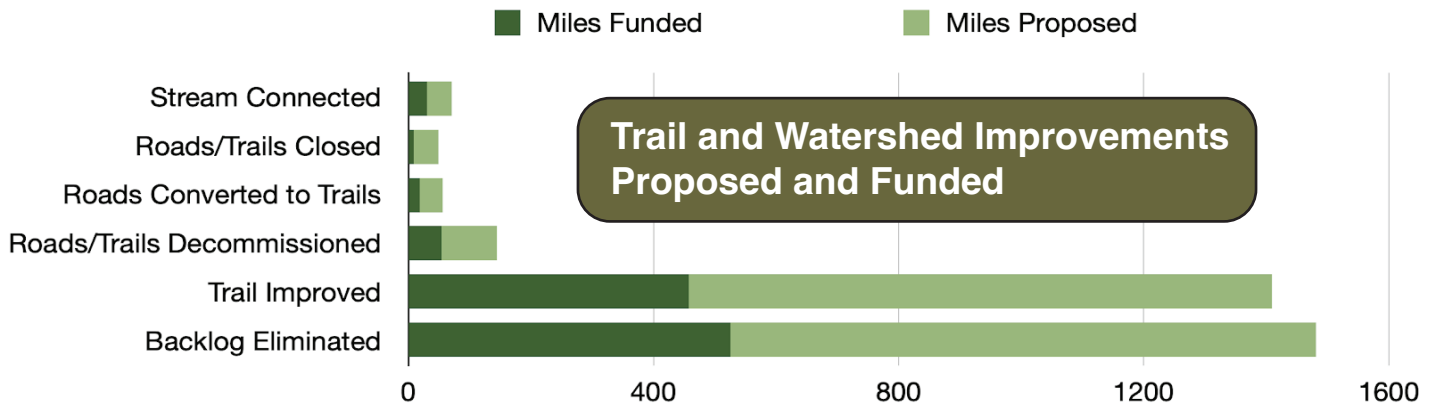 Miles Funded Miles Proposed
Stream Connected
Trail and Watershed Improvements
Proposed and Funded
Roads/Trails Closed
Roads Converted to Trails
Roads/Trails Decommissioned
Trail Improved
Backlog Eliminated
0 400 800 1200 1600